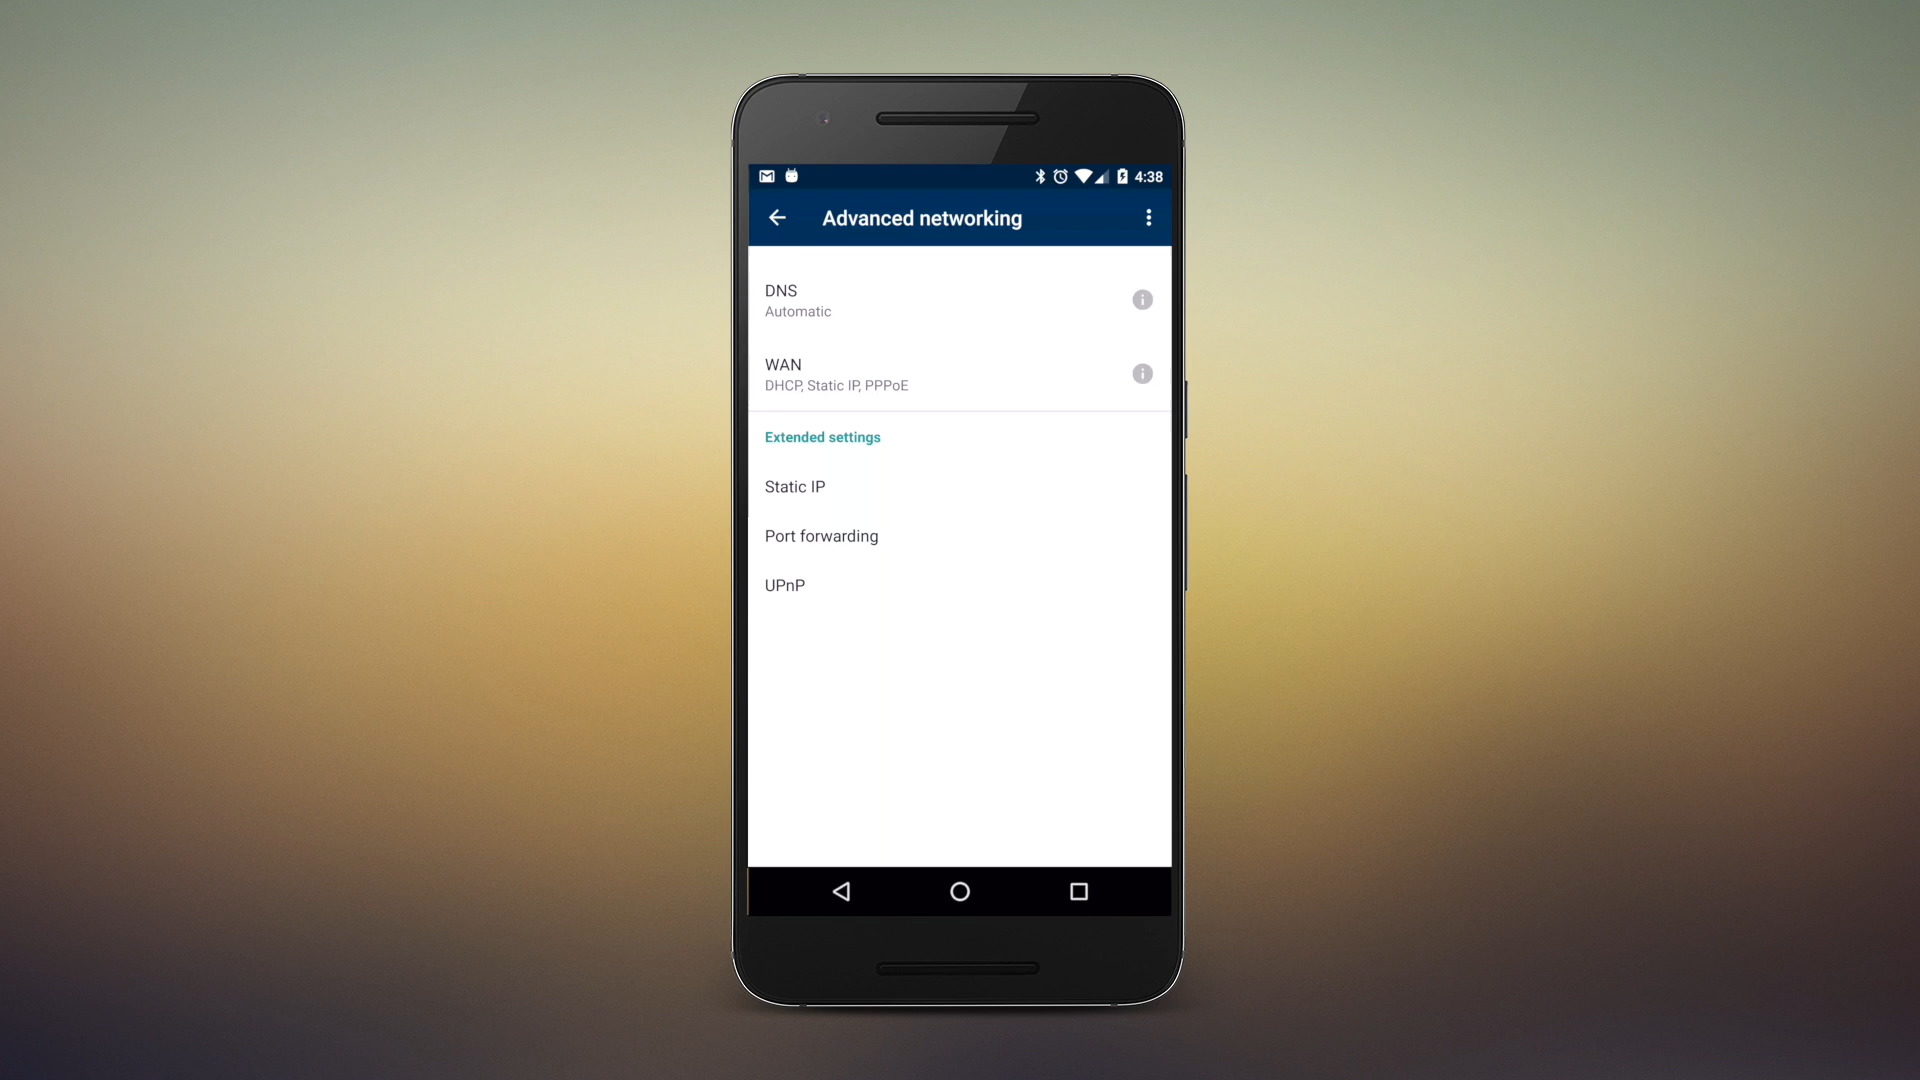 4:38
Advanced networking
DNS
Automatic
WAN
DHCP, Static IP, PPPoE
Extended settings
Static IP
Port forwarding
UPnP